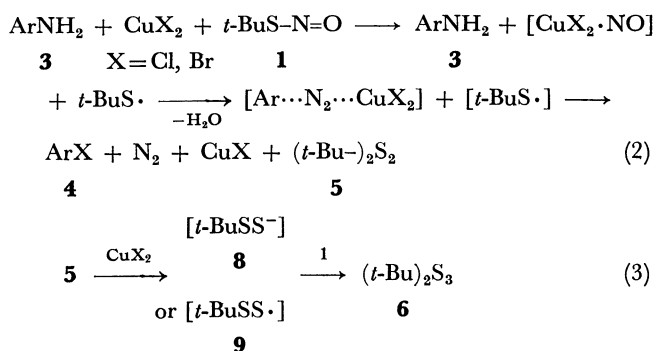 ArNH₂ + CuX₂ + t-BuS–N=O ⟶ ArNH₂ + [CuX₂·NO]
3 X=Cl, Br 1 3
+ t-BuS· ⟶ [Ar···N₂···CuX₂] + [t-BuS·] ⟶
−H₂O
ArX + N₂ + CuX + (t-Bu–)₂S₂ (2)
4 5
[t-BuSS⁻]
5 CuX₂ ⟶ 8 1 ⟶ (t-Bu)₂S₃ (3)
or [t-BuSS·] 6
9